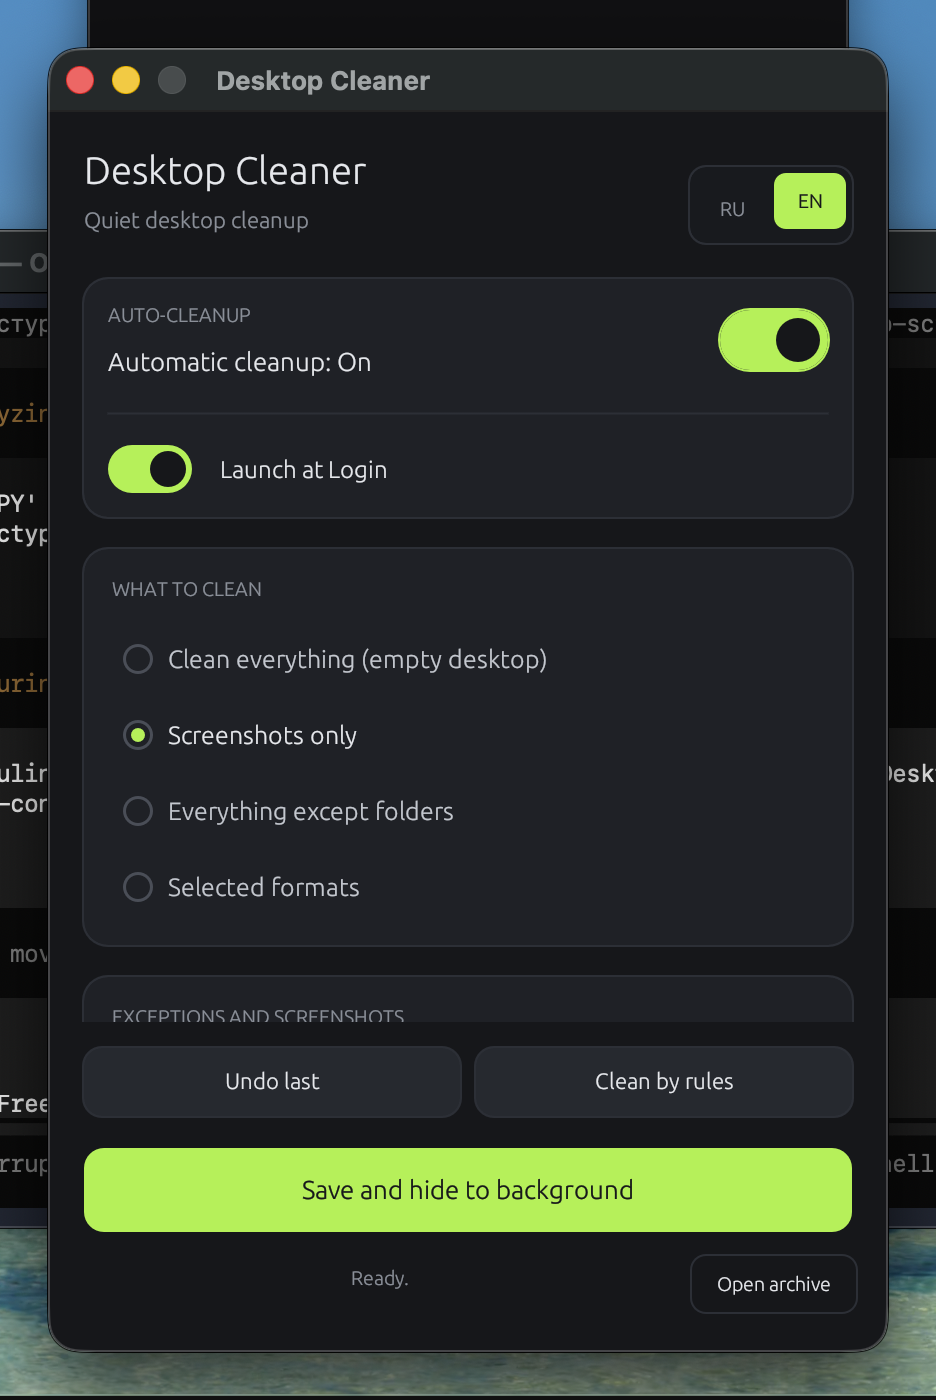 Desktop Cleaner
Desktop Cleaner
Quiet desktop cleanup
RU
EN
AUTO-CLEANUP
Automatic cleanup: On
Launch at Login
WHAT TO CLEAN
Clean everything (empty desktop)
Screenshots only
Everything except folders
Selected formats
EXCEPTIONS AND SCREENSHOTS
Undo last
Clean by rules
Save and hide to background
Ready.
Open archive